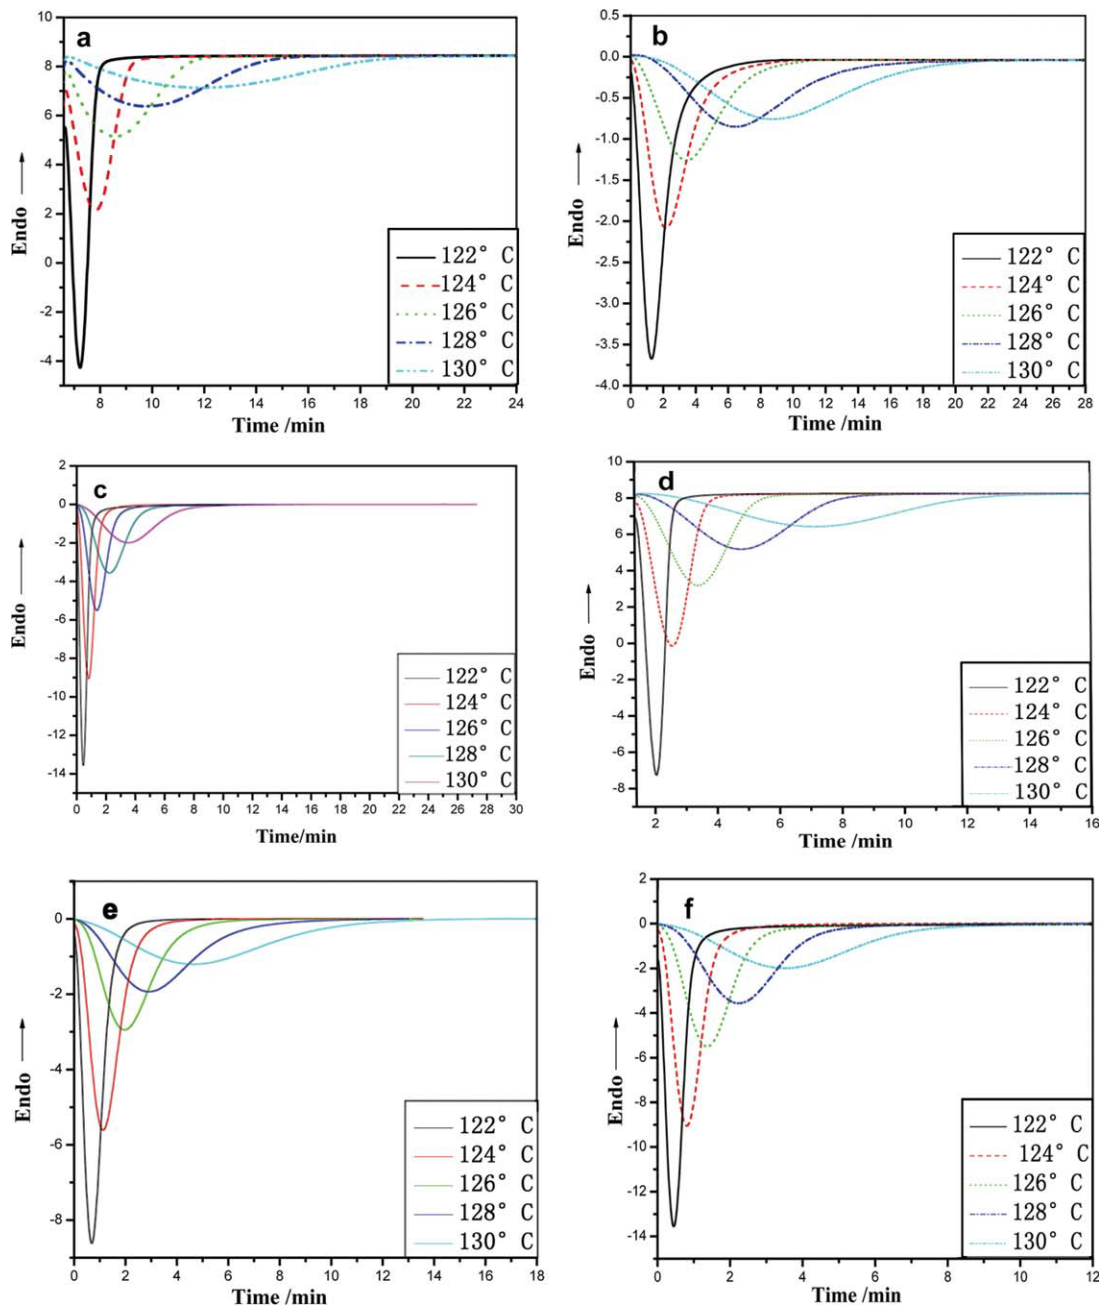 a
10
8
6
4
2
0
-2
-4
Endo
8 10 12 14 16 18 20 22 24
Time /min
122° C
124° C
126° C
128° C
130° C
b
0.5
0.0
-0.5
-1.0
-1.5
-2.0
-2.5
-3.0
-3.5
-4.0
Endo
0 2 4 6 8 10 12 14 16 18 20 22 24 26 28
Time /min
122° C
124° C
126° C
128° C
130° C
c
2
0
-2
-4
-6
-8
-10
-12
-14
Endo
0 2 4 6 8 10 12 14 16 18 20 22 24 26 28 30
Time/min
122° C
124° C
126° C
128° C
130° C
d
10
8
6
4
2
0
-2
-4
-6
-8
Endo
2 4 6 8 10 12 14 16
Time /min
122° C
124° C
126° C
128° C
130° C
e
0
-2
-4
-6
-8
Endo
0 2 4 6 8 10 12 14 16 18
Time /min
122° C
124° C
126° C
128° C
130° C
f
2
0
-2
-4
-6
-8
-10
-12
-14
Endo
0 2 4 6 8 10 12
Time /min
122° C
124° C
126° C
128° C
130° C